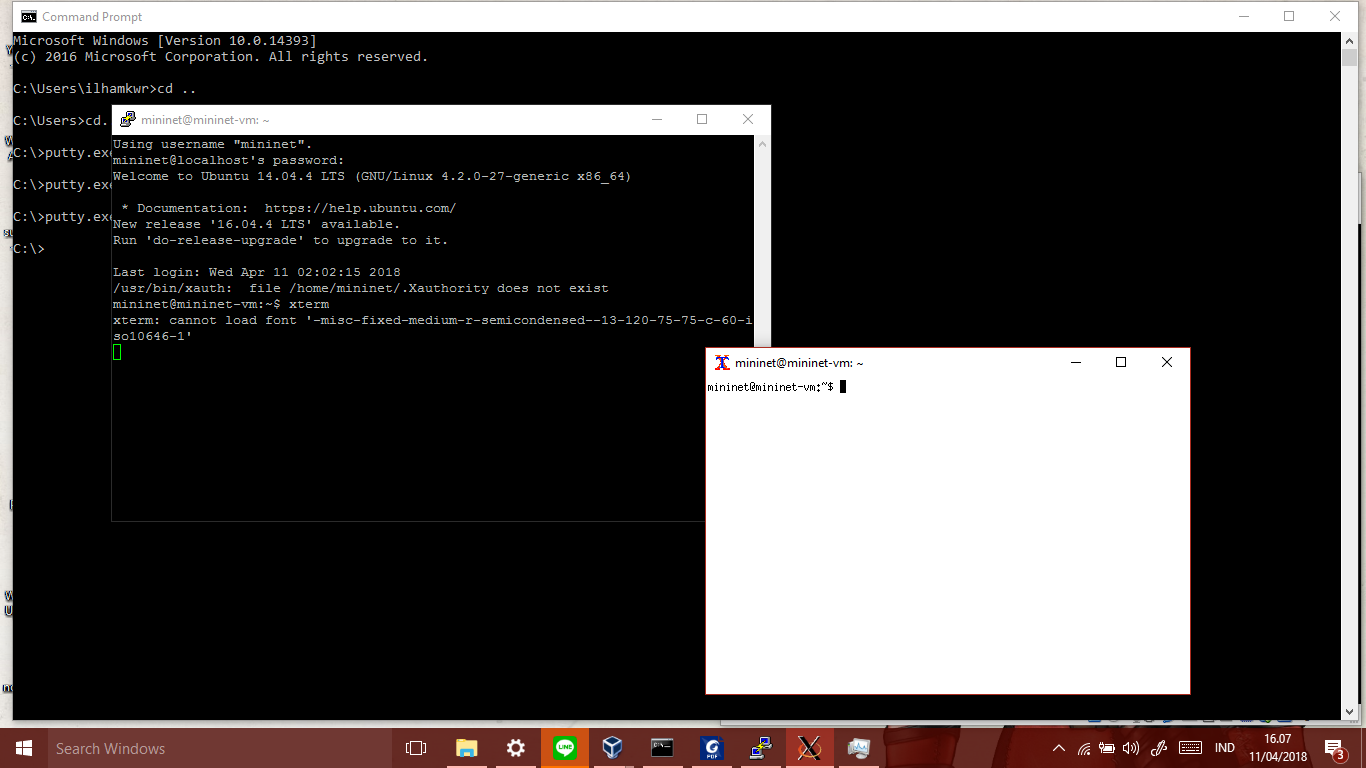 Command Prompt
Microsoft Windows [Version 10.0.14393]
(c) 2016 Microsoft Corporation. All rights reserved.
C:\Users\ilhamkwr>cd ..
C:\Users>cd.
C:\>putty.exe
C:\>putty.exe
C:\>putty.exe
C:\>
mininet@mininet-vm: ~
Using username "mininet".
mininet@localhost's password:
Welcome to Ubuntu 14.04.4 LTS (GNU/Linux 4.2.0-27-generic x86_64)
* Documentation:  https://help.ubuntu.com/
New release '16.04.4 LTS' available.
Run 'do-release-upgrade' to upgrade to it.
Last login: Wed Apr 11 02:02:15 2018
/usr/bin/xauth:  file /home/mininet/.Xauthority does not exist
mininet@mininet-vm:~$ xterm
xterm: cannot load font '-misc-fixed-medium-r-semicondensed--13-120-75-75-c-60-i
so10646-1'
mininet@mininet-vm: ~
mininet@mininet-vm:~$
Search Windows
LINE
PDF
IND
16.07
11/04/2018
3